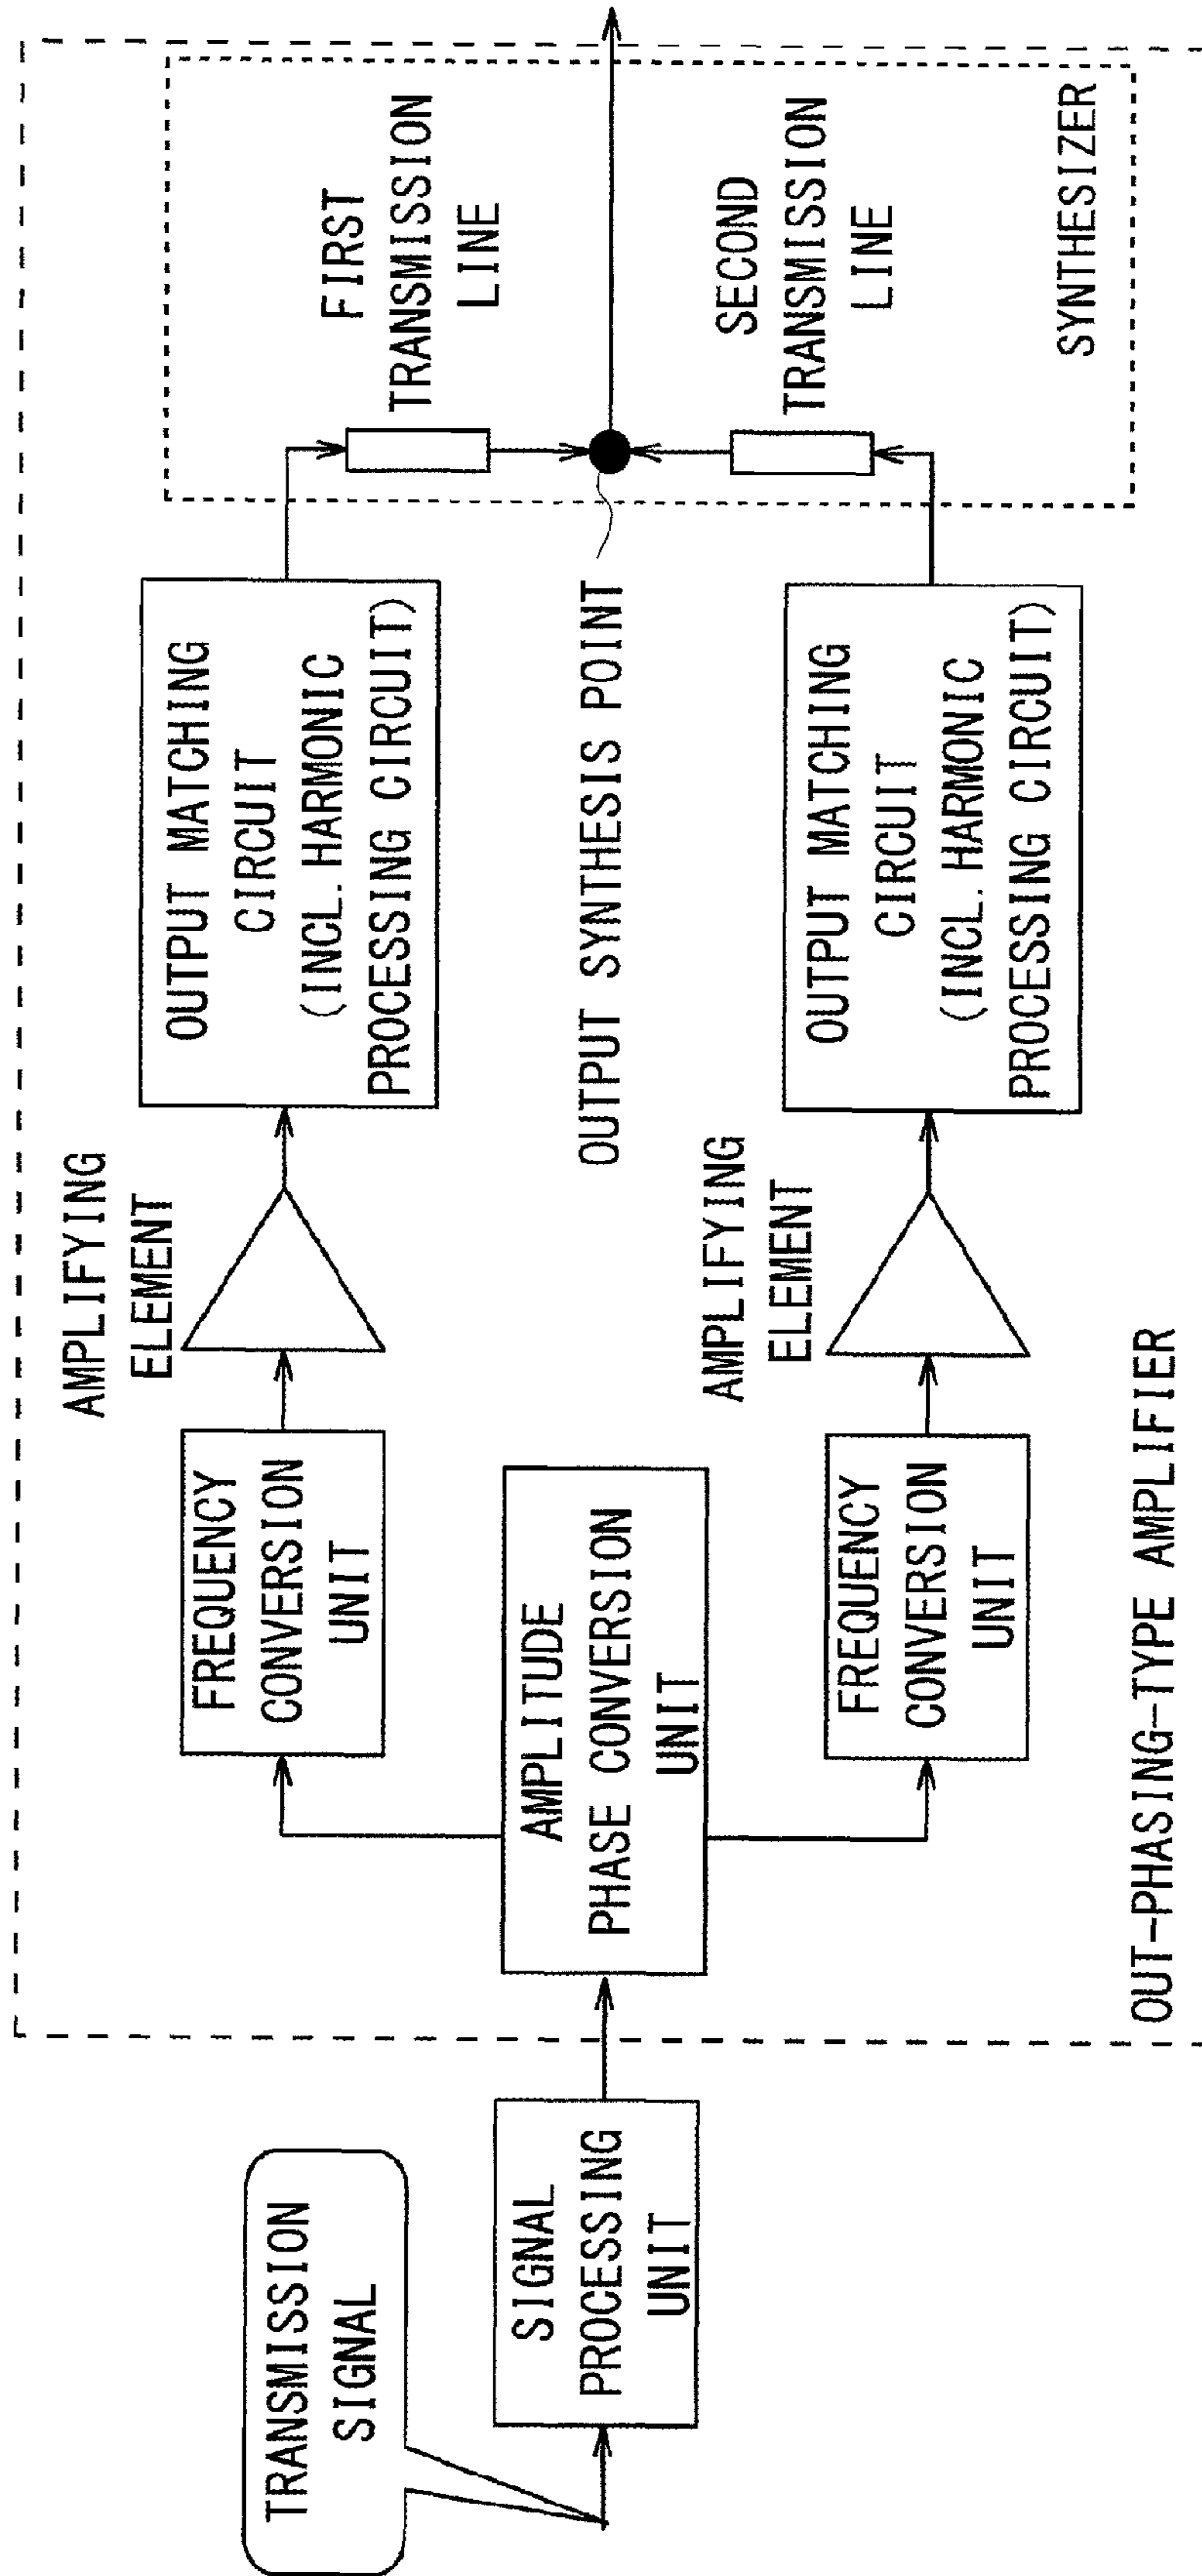 TRANSMISSION
SIGNAL
SIGNAL
PROCESSING
UNIT
AMPLITUDE
PHASE CONVERSION
UNIT
FREQUENCY
CONVERSION
UNIT
AMPLIFYING
ELEMENT
OUTPUT MATCHING
CIRCUIT
(INCL.HARMONIC
PROCESSING CIRCUIT)
FIRST
TRANSMISSION
LINE
OUTPUT SYNTHESIS POINT
FREQUENCY
CONVERSION
UNIT
AMPLIFYING
ELEMENT
OUTPUT MATCHING
CIRCUIT
(INCL.HARMONIC
PROCESSING CIRCUIT)
SECOND
TRANSMISSION
LINE
SYNTHESIZER
OUT-PHASING-TYPE AMPLIFIER